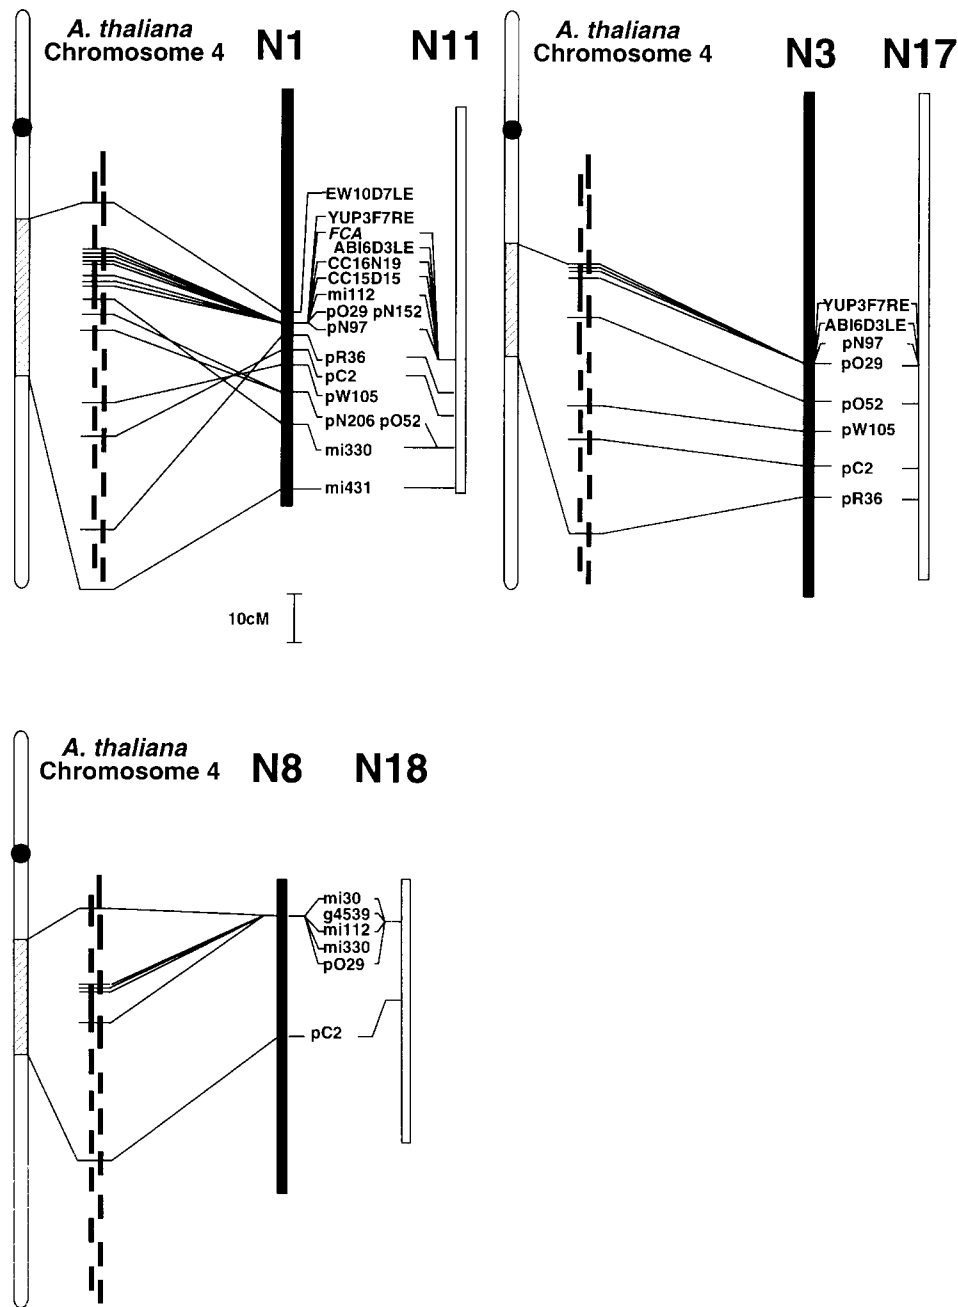 A. thaliana
Chromosome 4
N1
N11
EW10D7LE
YUP3F7RE
FCA
ABI6D3LE
CC16N19
CC15D15
mi112
pO29 pN152
pN97
pR36
pC2
pW105
pN206 pO52
mi330
mi431
10cM
A. thaliana
Chromosome 4
N3
N17
YUP3F7RE
ABI6D3LE
pN97
pO29
pO52
pW105
pC2
pR36
A. thaliana
Chromosome 4
N8
N18
mi30
g4539
mi112
mi330
pO29
pC2